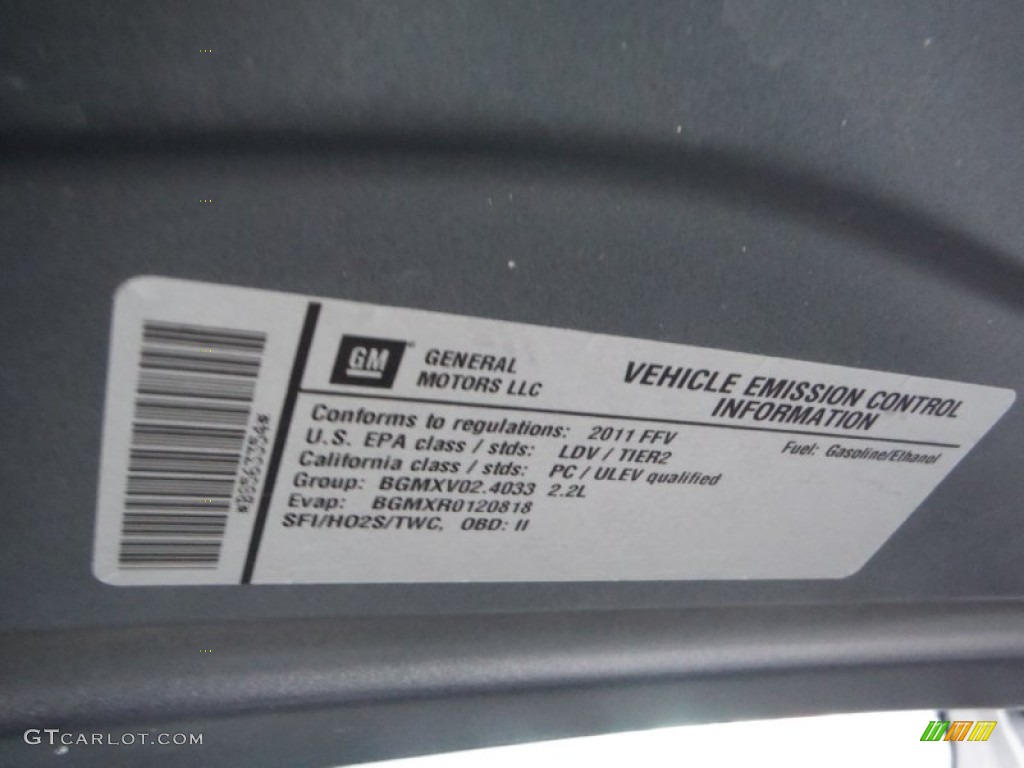 GM
GENERAL
MOTORS LLC
VEHICLE EMISSION CONTROL
INFORMATION
Conforms to regulations: 2011 FFV
Fuel: Gasoline/Ethanol
U.S. EPA class / stds: LDV / TIER2
California class / stds: PC / ULEV qualified
Group: BGMXV02.4033 2.2L
Evap: BGMXR0120818
SFI/HO2S/TWC, OBD: II
GTCARLOT.COM